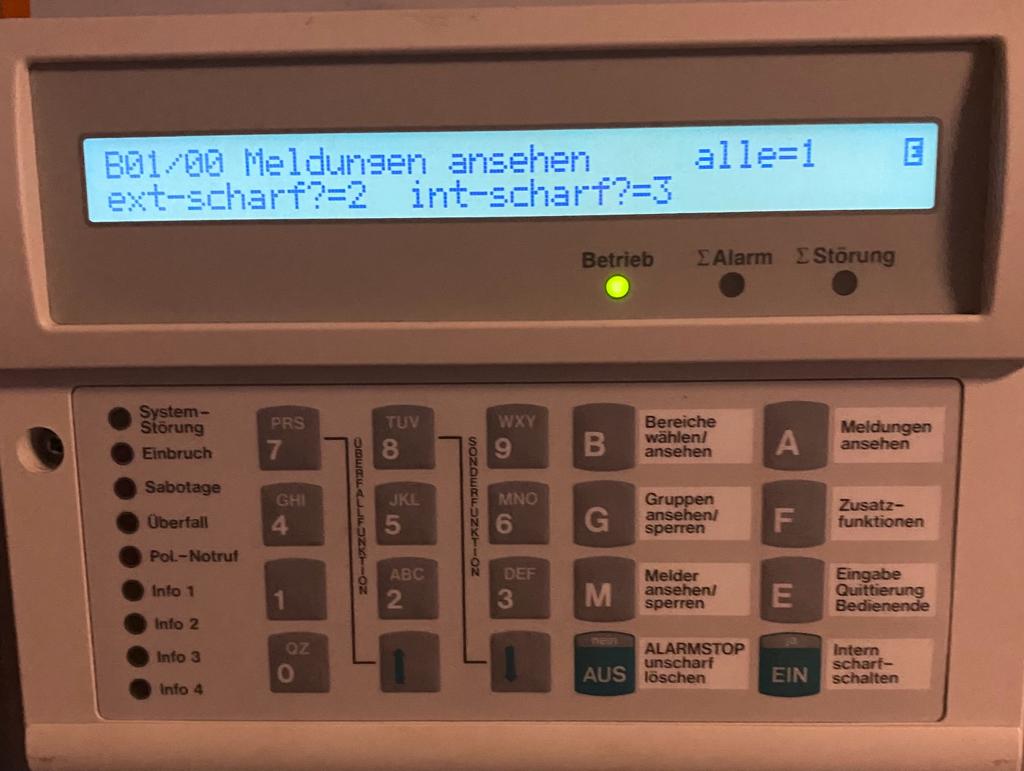 B01/00 Meldungen ansehen alle=1 E
ext-scharf?=2 int-scharf?=3
Betrieb
ΣAlarm
ΣStörung
System-
Störung
Einbruch
Sabotage
Überfall
Pol.-Notruf
Info 1
Info 2
Info 3
Info 4
PRS
7
TUV
8
WXY
9
GHI
4
JKL
5
MNO
6
1
ABC
2
DEF
3
QZ
0
ÜBERFALLFUNKTION
SONDERFUNKTION
B
Bereiche
wählen/
ansehen
A
Meldungen
ansehen
G
Gruppen
ansehen/
sperren
F
Zusatz-
funktionen
M
Melder
ansehen/
sperren
E
Eingabe
Quittierung
Bedienende
nein
AUS
ALARMSTOP
unscharf
löschen
ja
EIN
Intern
scharf-
schalten